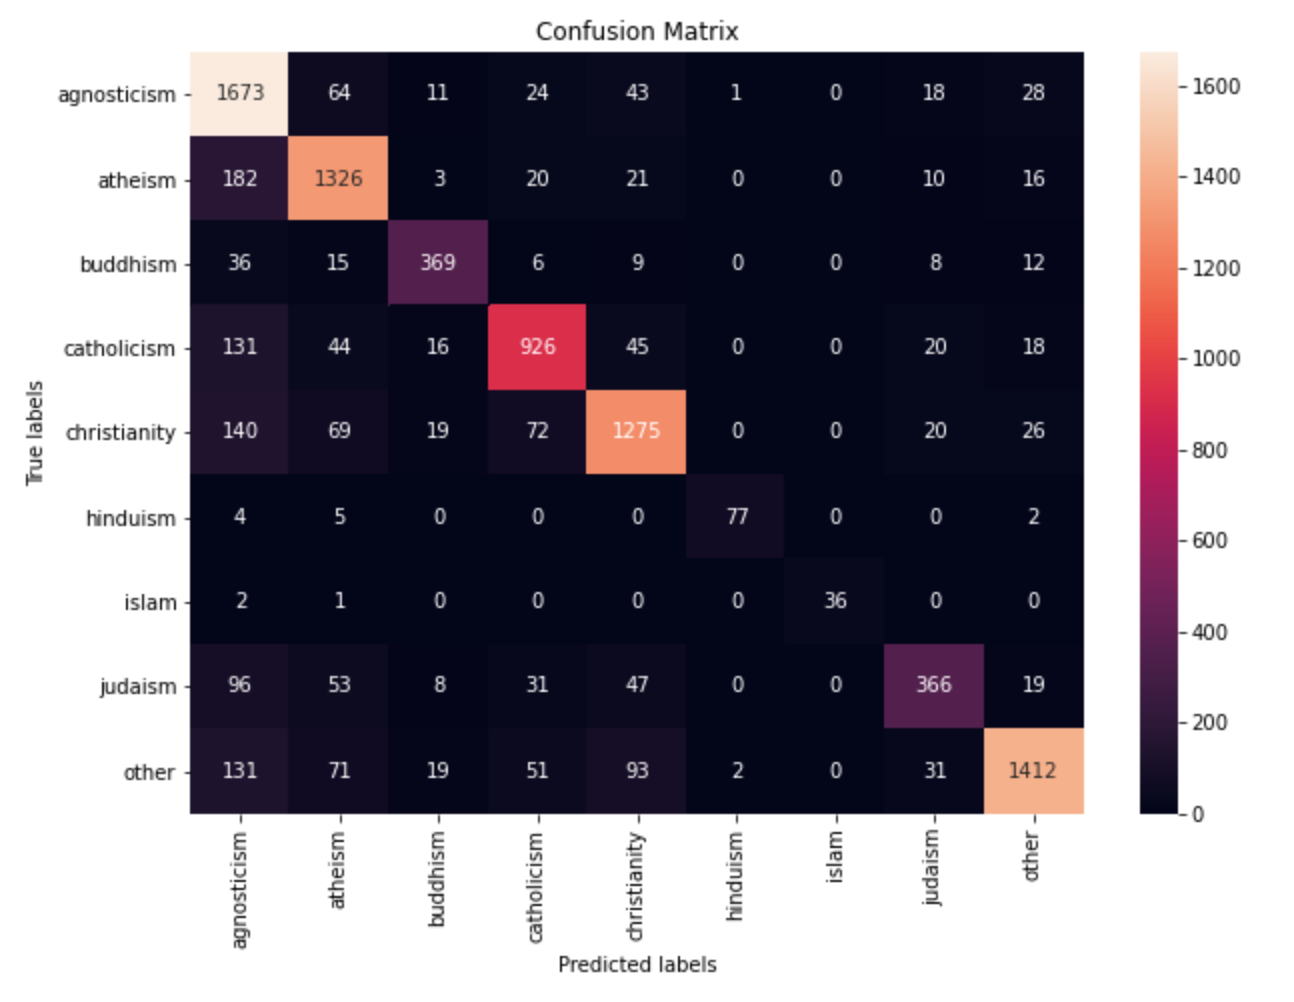 Confusion Matrix
agnosticism 1673 64 11 24 43 1 0 18 28
atheism 182 1326 3 20 21 0 0 10 16
buddhism 36 15 369 6 9 0 0 8 12
catholicism 131 44 16 926 45 0 0 20 18
christianity 140 69 19 72 1275 0 0 20 26
hinduism 4 5 0 0 0 77 0 0 2
islam 2 1 0 0 0 0 36 0 0
judaism 96 53 8 31 47 0 0 366 19
other 131 71 19 51 93 2 0 31 1412
True labels
agnosticism atheism buddhism catholicism christianity hinduism islam judaism other
Predicted labels
1600
1400
1200
1000
800
600
400
200
0